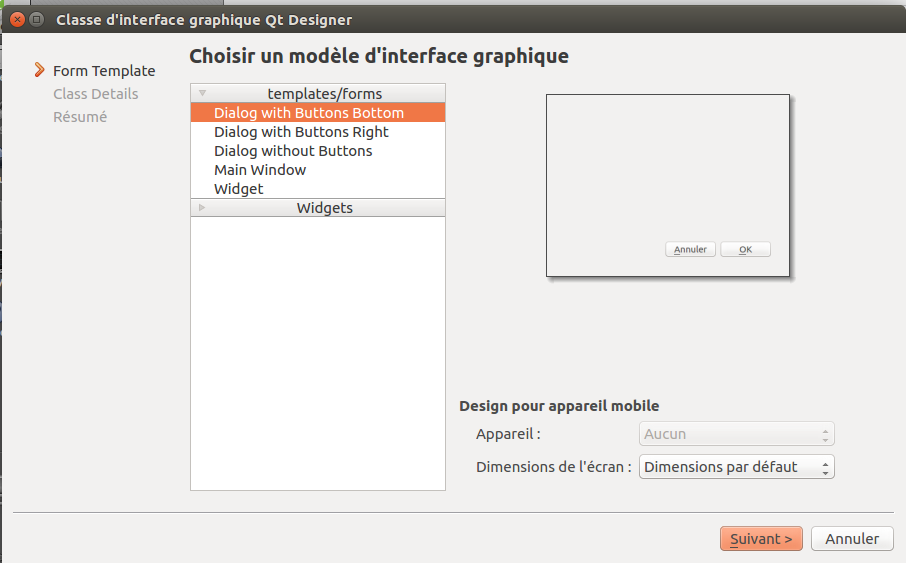 Classe d'interface graphique Qt Designer
Choisir un modèle d'interface graphique
Form Template
Class Details
Résumé
templates/forms
Dialog with Buttons Bottom
Dialog with Buttons Right
Dialog without Buttons
Main Window
Widget
Widgets
Annuler
OK
Design pour appareil mobile
Appareil :
Aucun
Dimensions de l'écran :
Dimensions par défaut
Suivant >
Annuler